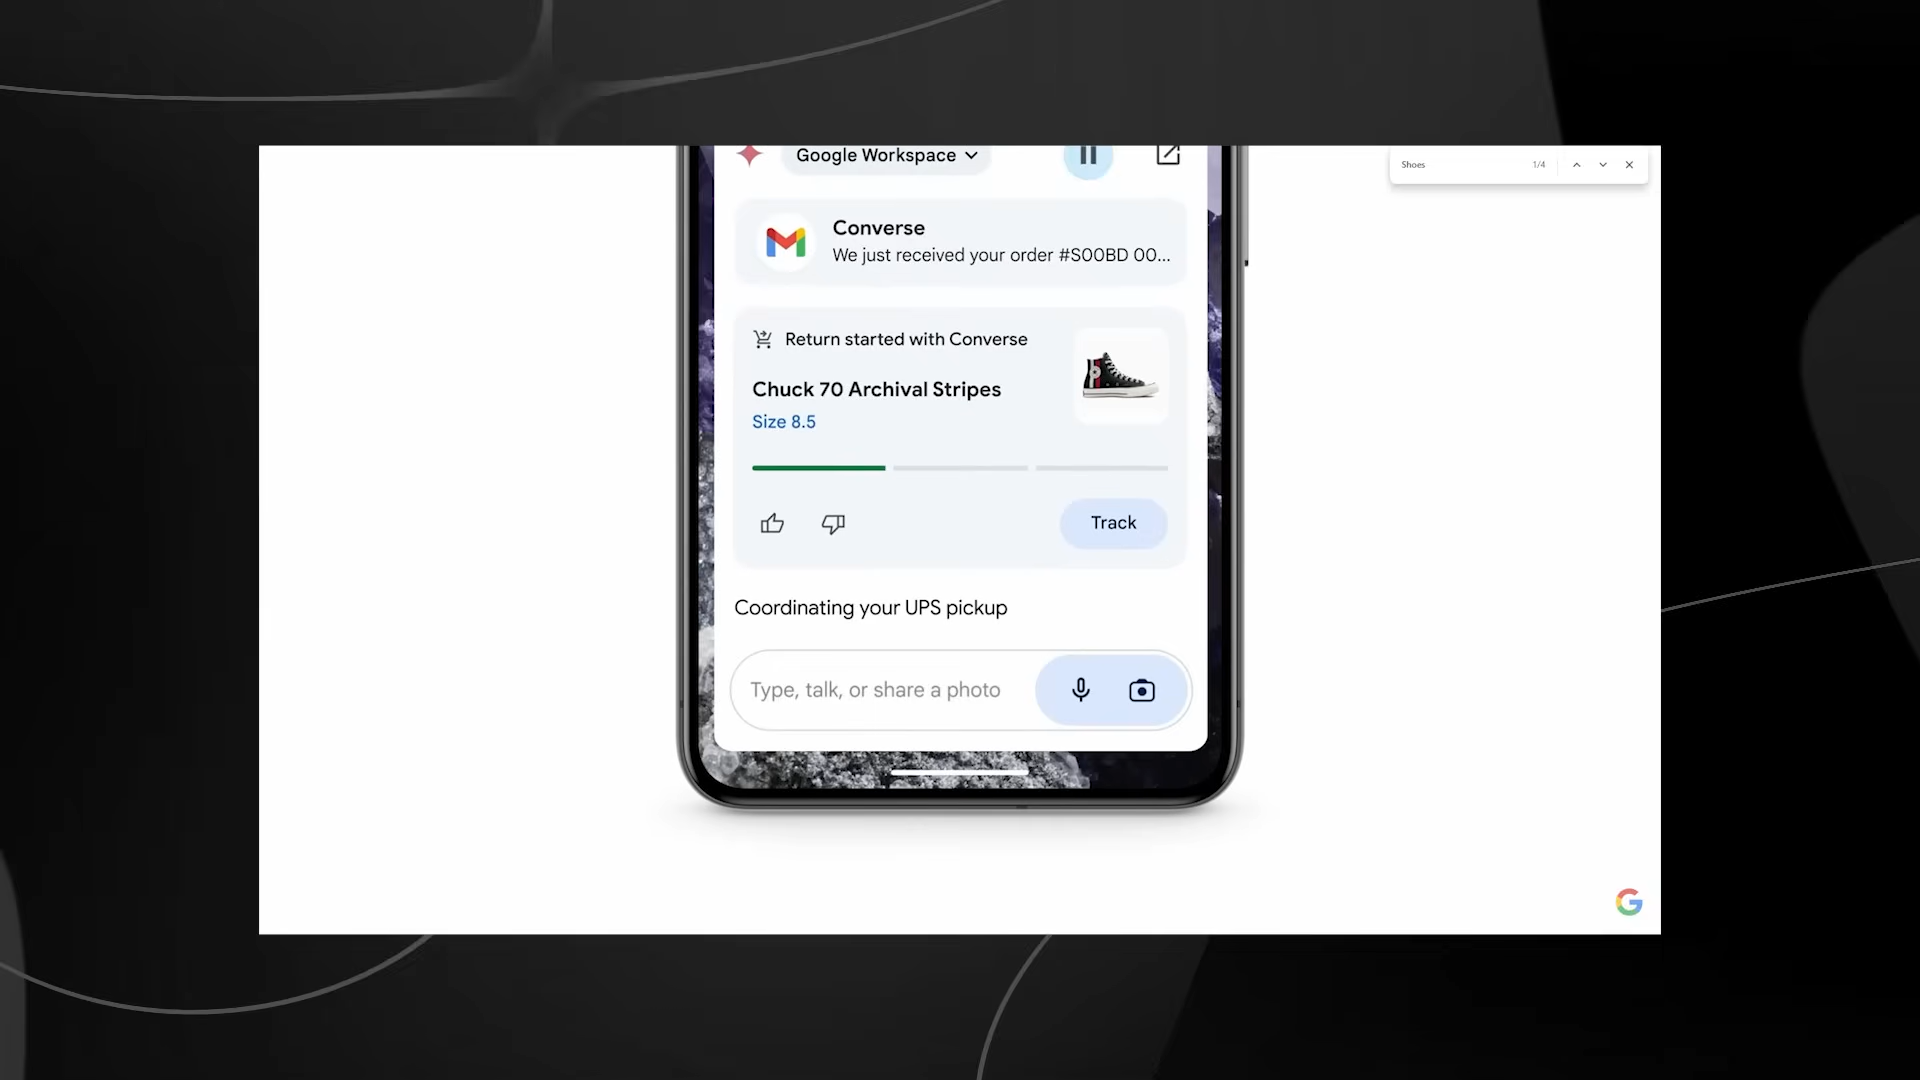 Google Workspace
Shoes 1/4
Converse
We just received your order #S00BD 00...
Return started with Converse
Chuck 70 Archival Stripes
Size 8.5
Track
Coordinating your UPS pickup
Type, talk, or share a photo